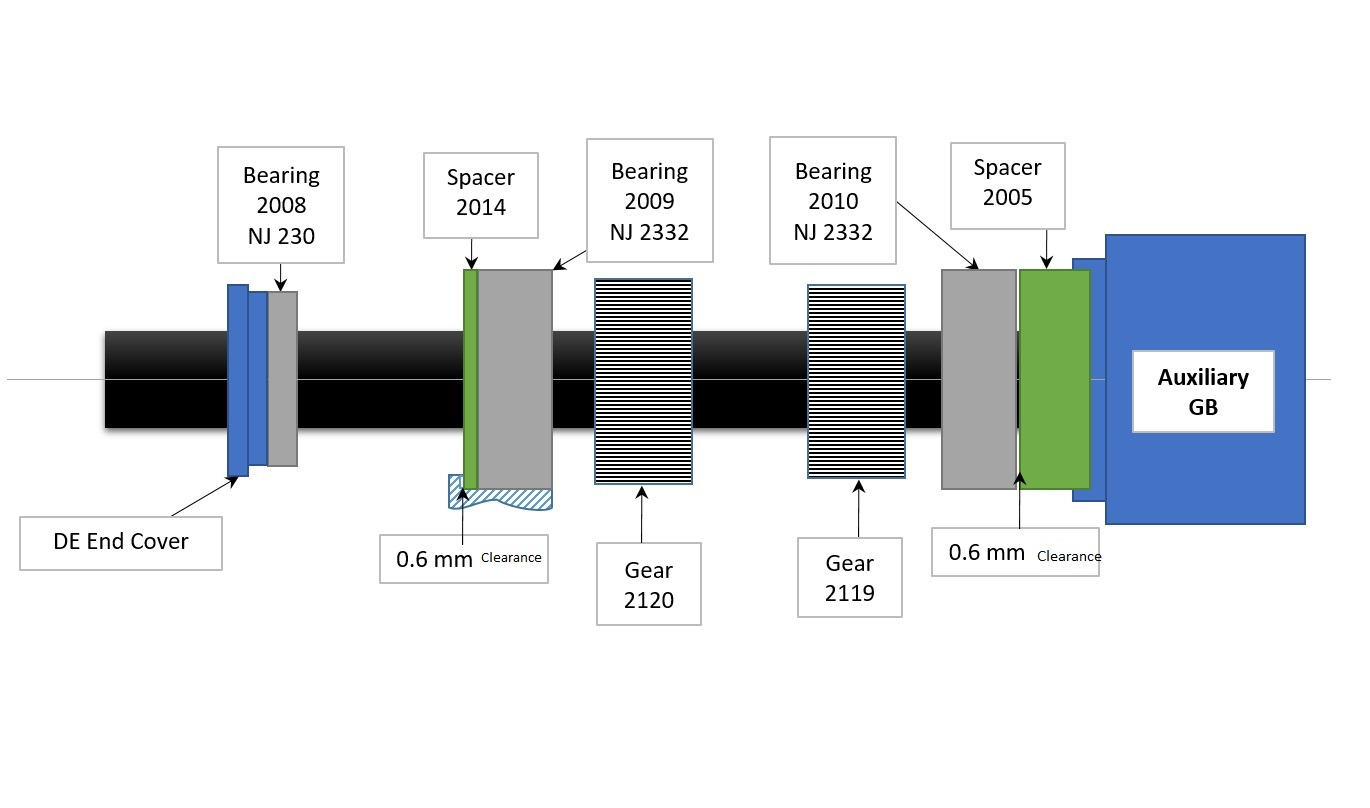 Bearing
2008
NJ 230
Spacer
2014
Bearing
2009
NJ 2332
Bearing
2010
NJ 2332
Spacer
2005
Auxiliary
GB
DE End Cover
0.6 mm Clearance
Gear
2120
Gear
2119
0.6 mm Clearance